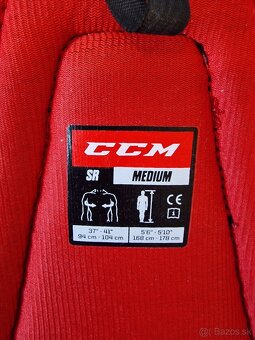 CCM
SR MEDIUM
CE
1
37" - 41" 5'6" - 5'10"
94 cm - 104 cm 168 cm - 178 cm
bazos.sk